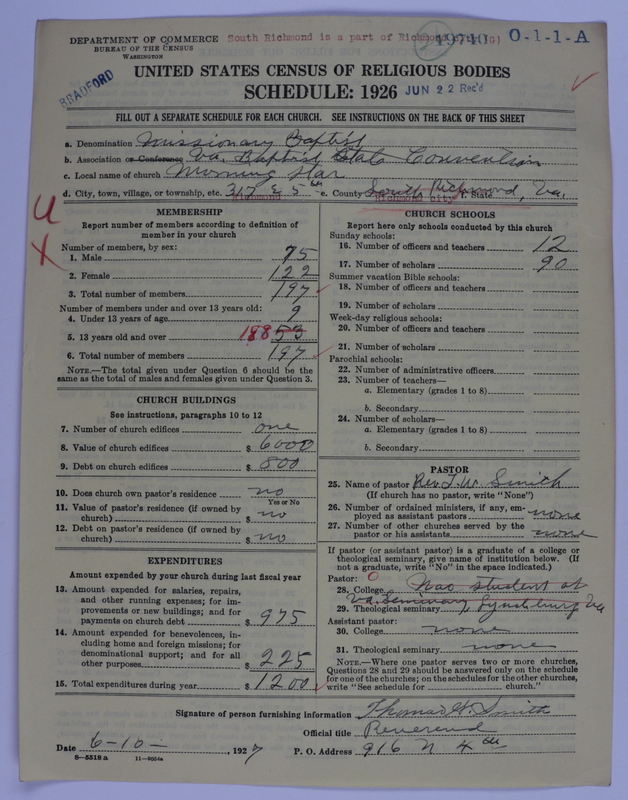 DEPARTMENT OF COMMERCE
BUREAU OF THE CENSUS
WASHINGTON
South Richmond is a part of Richmond city (G)
49740 0-1-1-A
BRADFORD
UNITED STATES CENSUS OF RELIGIOUS BODIES
SCHEDULE: 1926 JUN 22 Rec'd
FILL OUT A SEPARATE SCHEDULE FOR EACH CHURCH. SEE INSTRUCTIONS ON THE BACK OF THIS SHEET
a. Denomination Missionary Baptist
b. Association or Conference Va. Baptist State Convention
c. Local name of church Morning Star
d. City, town, village, or township, etc. 317 E 5th e. County South Richmond, f. State Va.
Richmond Richmond city
MEMBERSHIP
Report number of members according to definition of
member in your church
Number of members, by sex:
1. Male 75
2. Female 122
3. Total number of members 197
Number of members under and over 13 years old:
4. Under 13 years of age 9
5. 13 years old and over 188 53
6. Total number of members 197
NOTE.—The total given under Question 6 should be the
same as the total of males and females given under Question 3.
CHURCH BUILDINGS
See instructions, paragraphs 10 to 12
7. Number of church edifices one
8. Value of church edifices $ 6000
9. Debt on church edifices $ 800
10. Does church own pastor's residence no
Yes or No
11. Value of pastor's residence (if owned by
church) $ no
12. Debt on pastor's residence (if owned by
church) $ no
EXPENDITURES
Amount expended by your church during last fiscal year
13. Amount expended for salaries, repairs,
and other running expenses; for im-
provements or new buildings; and for
payments on church debt $ 975
14. Amount expended for benevolences, in-
cluding home and foreign missions; for
denominational support; and for all
other purposes $ 225
15. Total expenditures during year $ 1200
CHURCH SCHOOLS
Report here only schools conducted by this church
Sunday schools:
16. Number of officers and teachers 12
17. Number of scholars 90
Summer vacation Bible schools:
18. Number of officers and teachers
19. Number of scholars
Week-day religious schools:
20. Number of officers and teachers
21. Number of scholars
Parochial schools:
22. Number of administrative officers
23. Number of teachers—
a. Elementary (grades 1 to 8)
b. Secondary
24. Number of scholars—
a. Elementary (grades 1 to 8)
b. Secondary
PASTOR
25. Name of pastor Rev. T. W. Smith
(If church has no pastor, write "None")
26. Number of ordained ministers, if any, em-
ployed as assistant pastors none
27. Number of other churches served by the
pastor or his assistants none
If pastor (or assistant pastor) is a graduate of a college or
theological seminary, give name of institution below. (If
not a graduate, write "No" in the space indicated.)
Pastor: 0
28. College Was student at
29. Theological seminary Va. Seminary, Lynchburg Va
Assistant pastor:
30. College none
31. Theological seminary none
NOTE.—Where one pastor serves two or more churches,
Questions 28 and 29 should be answered only on the schedule
for one of the churches; on the schedules for the other churches,
write "See schedule for church."
Signature of person furnishing information Thomas W. Smith
Official title Reverend
Date 6-10-, 1927 P. O. Address 916 N 4th
8—5518 a 11—9054a